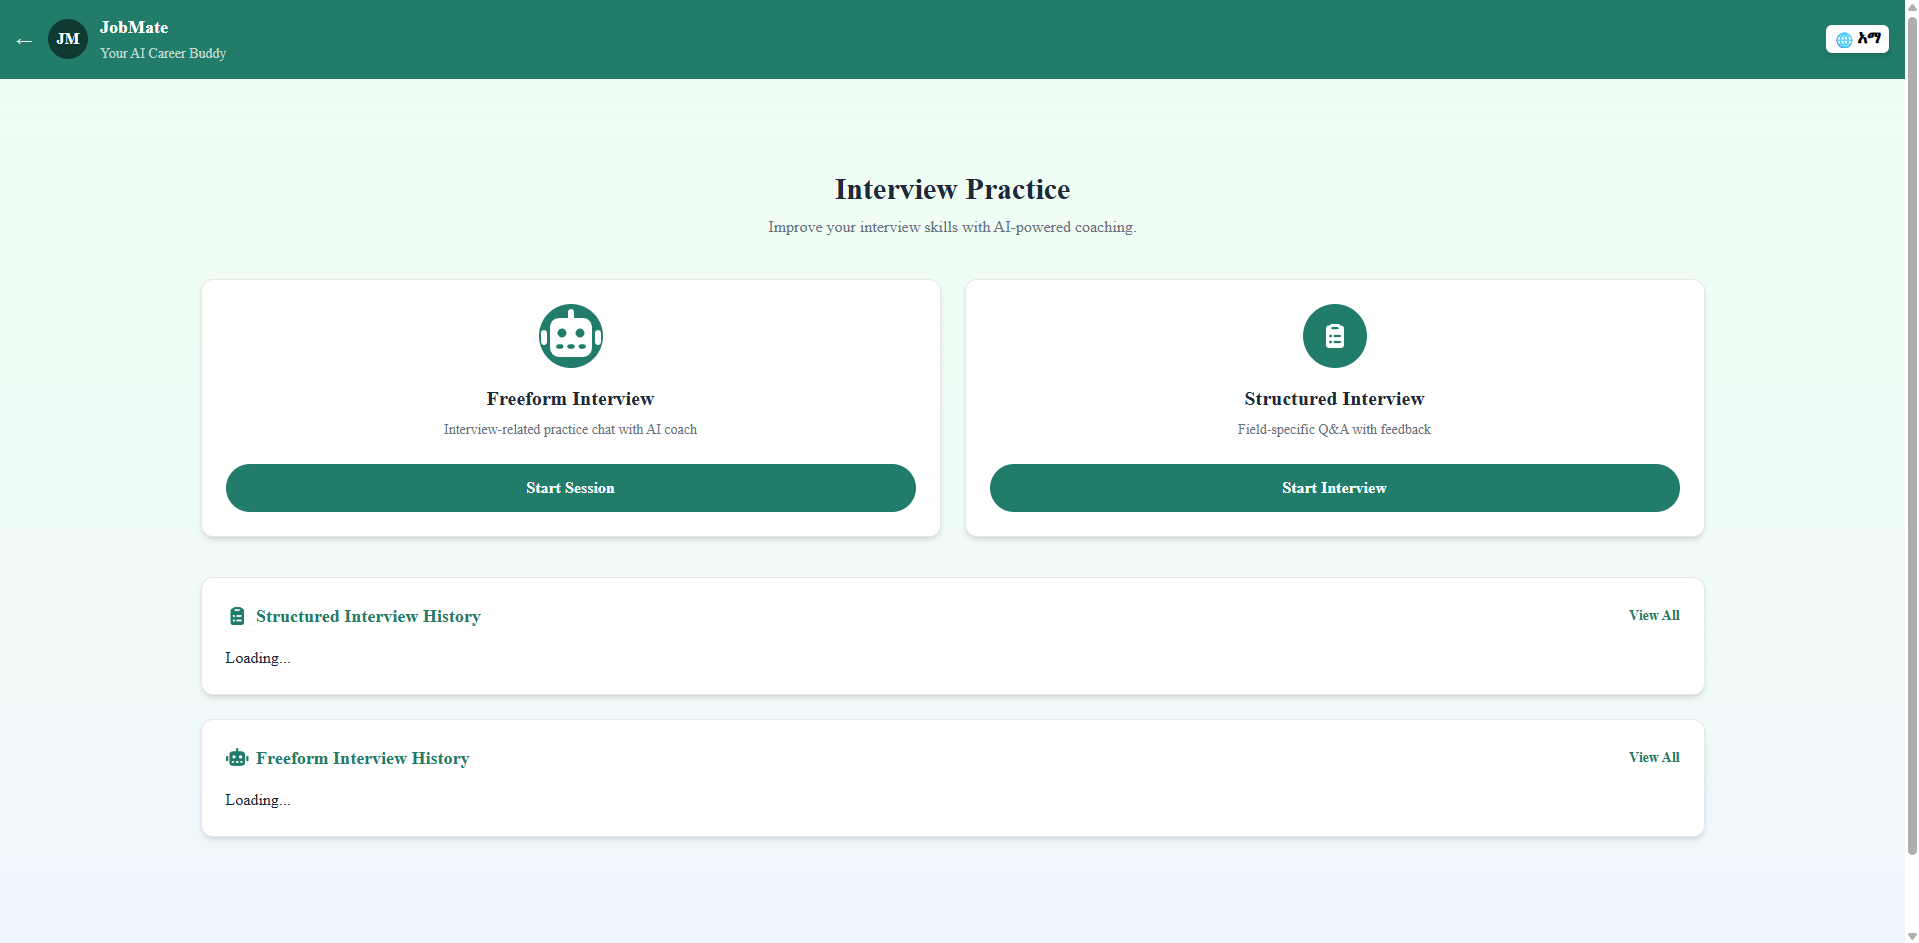 ←
JM
JobMate
Your AI Career Buddy
🌐 አማ
Interview Practice
Improve your interview skills with AI-powered coaching.
Freeform Interview
Interview-related practice chat with AI coach
Start Session
Structured Interview
Field-specific Q&A with feedback
Start Interview
Structured Interview History
View All
Loading...
Freeform Interview History
View All
Loading...